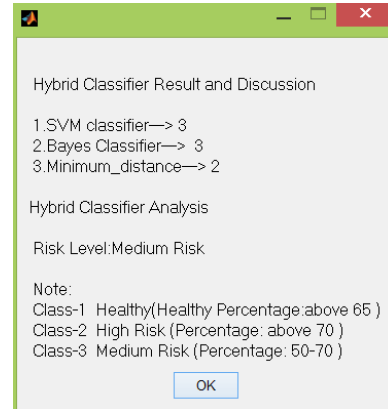 Hybrid Classifier Result and Discussion
1.SVM classifier—> 3
2.Bayes Classifier—> 3
3.Minimum_distance—> 2
Hybrid Classifier Analysis
Risk Level:Medium Risk
Note:
Class-1 Healthy(Healthy Percentage:above 65 )
Class-2 High Risk (Percentage: above 70 )
Class-3 Medium Risk (Percentage: 50-70 )
OK